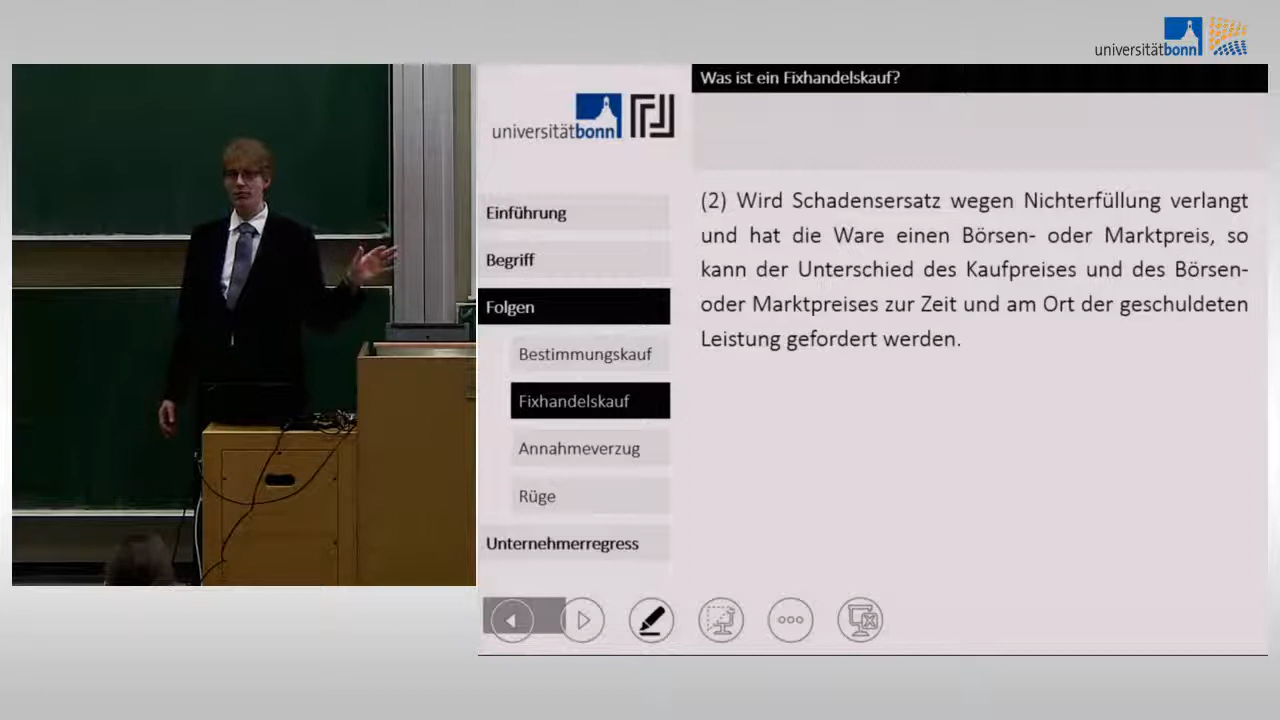 universitätbonn
Was ist ein Fixhandelskauf?
universitätbonn
Einführung
Begriff
Folgen
Bestimmungskauf
Fixhandelskauf
Annahmeverzug
Rüge
Unternehmerregress
(2) Wird Schadensersatz wegen Nichterfüllung verlangt
und hat die Ware einen Börsen- oder Marktpreis, so
kann der Unterschied des Kaufpreises und des Börsen-
oder Marktpreises zur Zeit und am Ort der geschuldeten
Leistung gefordert werden.